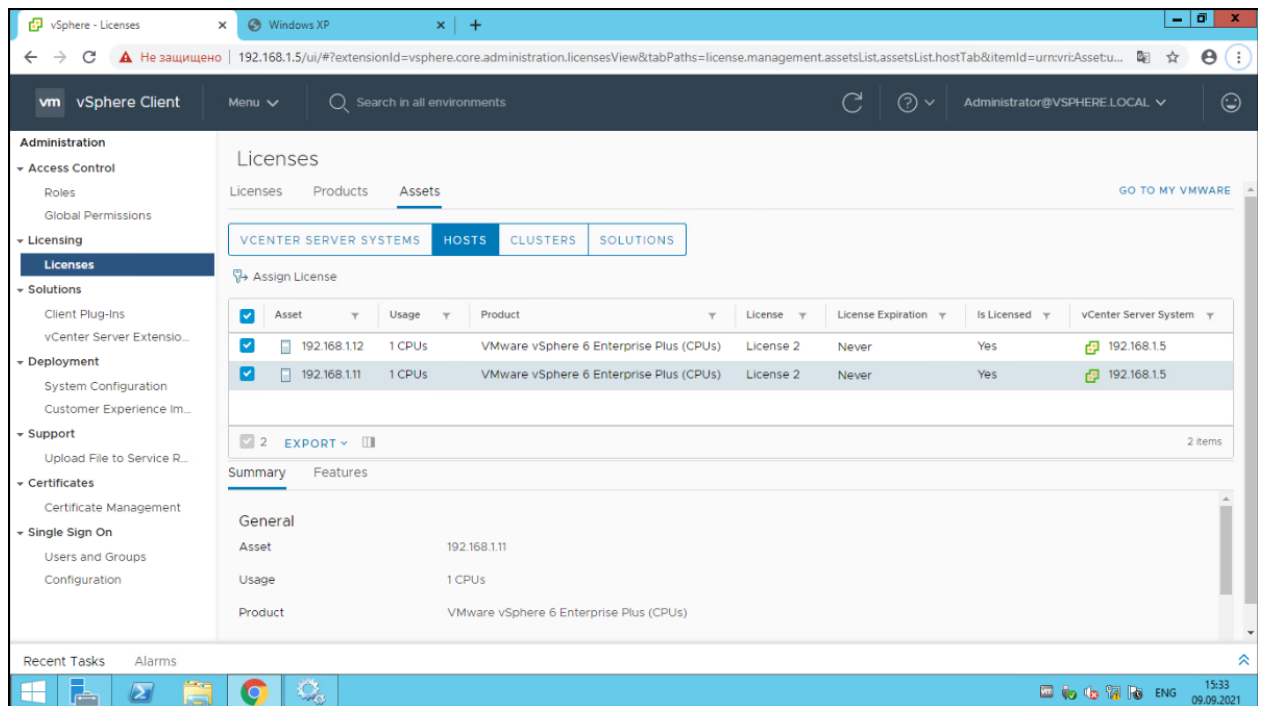 vSphere - Licenses
Windows XP
Не защищено 192.168.1.5/ui/#?extensionId=vsphere.core.administration.licensesView&tabPaths=license.management.assetsList.assetsList.hostTab&itemId=urn:vri:Asset:u...
vm vSphere Client Menu Search in all environments Administrator@VSPHERE.LOCAL
Administration
Access Control
Roles
Global Permissions
Licensing
Licenses
Solutions
Client Plug-Ins
vCenter Server Extensio...
Deployment
System Configuration
Customer Experience Im...
Support
Upload File to Service R...
Certificates
Certificate Management
Single Sign On
Users and Groups
Configuration
Licenses
Licenses Products Assets GO TO MY VMWARE
VCENTER SERVER SYSTEMS HOSTS CLUSTERS SOLUTIONS
Assign License
Asset Usage Product License License Expiration Is Licensed vCenter Server System
192.168.1.12 1 CPUs VMware vSphere 6 Enterprise Plus (CPUs) License 2 Never Yes 192.168.1.5
192.168.1.11 1 CPUs VMware vSphere 6 Enterprise Plus (CPUs) License 2 Never Yes 192.168.1.5
2 EXPORT 2 items
Summary Features
General
Asset 192.168.1.11
Usage 1 CPUs
Product VMware vSphere 6 Enterprise Plus (CPUs)
Recent Tasks Alarms
ENG 15:33
09.09.2021